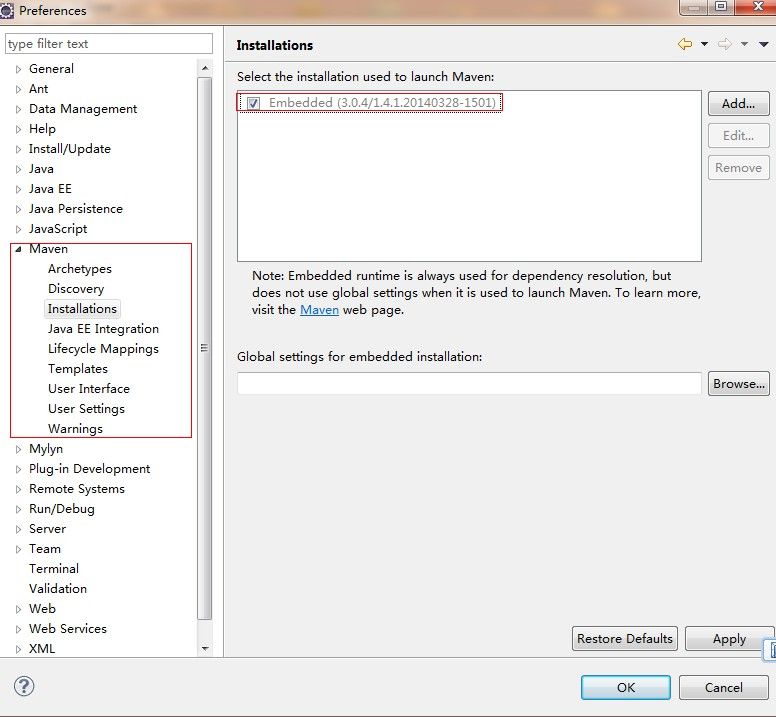 Preferences
type filter text
General
Ant
Data Management
Help
Install/Update
Java
Java EE
Java Persistence
JavaScript
Maven
Archetypes
Discovery
Installations
Java EE Integration
Lifecycle Mappings
Templates
User Interface
User Settings
Warnings
Mylyn
Plug-in Development
Remote Systems
Run/Debug
Server
Team
Terminal
Validation
Web
Web Services
XML
Installations
Select the installation used to launch Maven:
Embedded (3.0.4/1.4.1.20140328-1501)
Add...
Edit...
Remove
Note: Embedded runtime is always used for dependency resolution, but
does not use global settings when it is used to launch Maven. To learn more,
visit the Maven web page.
Global settings for embedded installation:
Browse...
Restore Defaults
Apply
OK
Cancel